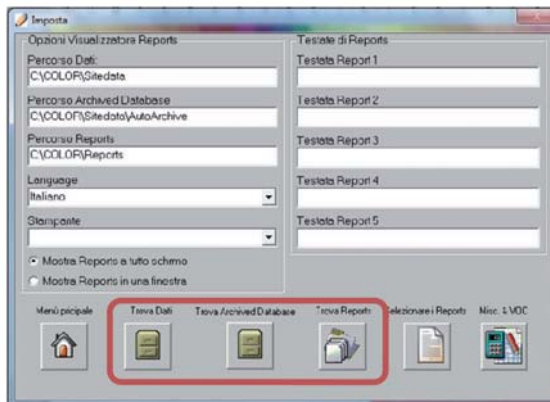 Imposta
Opzioni Visualizzatore Reports
Percorso Dati:
C:\COLOR\Sitedata
Percorso Archived Database
C:\COLOR\Sitedata\AutoArchive
Percorso Reports
C:\COLOR\Reports
Language
Italiano
Stampante
Mostra Reports a tutto schrmo
Mostra Reports in una finestra
Testate di Reports
Testata Report 1
Testata Report 2
Testata Report 3
Testata Report 4
Testata Report 5
Menù picipale
Trova Dati
Trova Archived Database
Trova Reports
Selezionare i Reports
Misc. & VOC